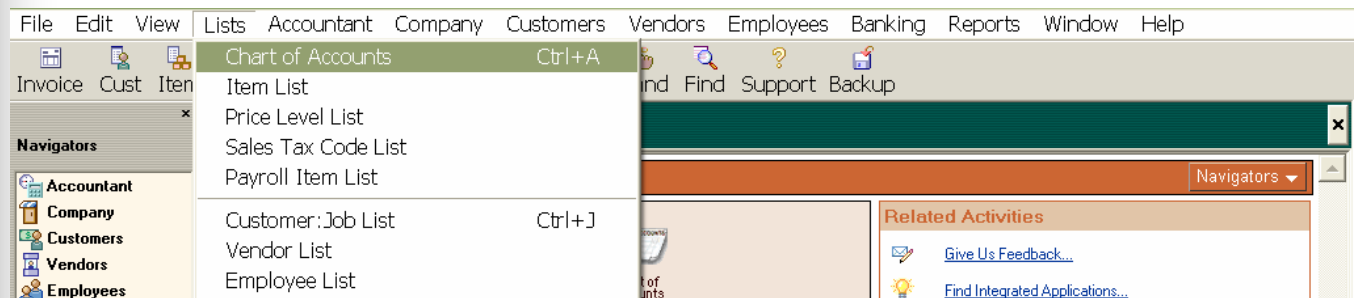 File Edit View Lists Accountant Company Customers Vendors Employees Banking Reports Window Help
Chart of Accounts Ctrl+A
Invoice Cust Find Support Backup
Item List
Price Level List
Navigators
Sales Tax Code List
Payroll Item List
Navigators
Accountant
Company
Customers
Vendors
Employees
Customer:Job List Ctrl+J
Vendor List
Employee List
of
Related Activities
Give Us Feedback...
Find Integrated Applications...